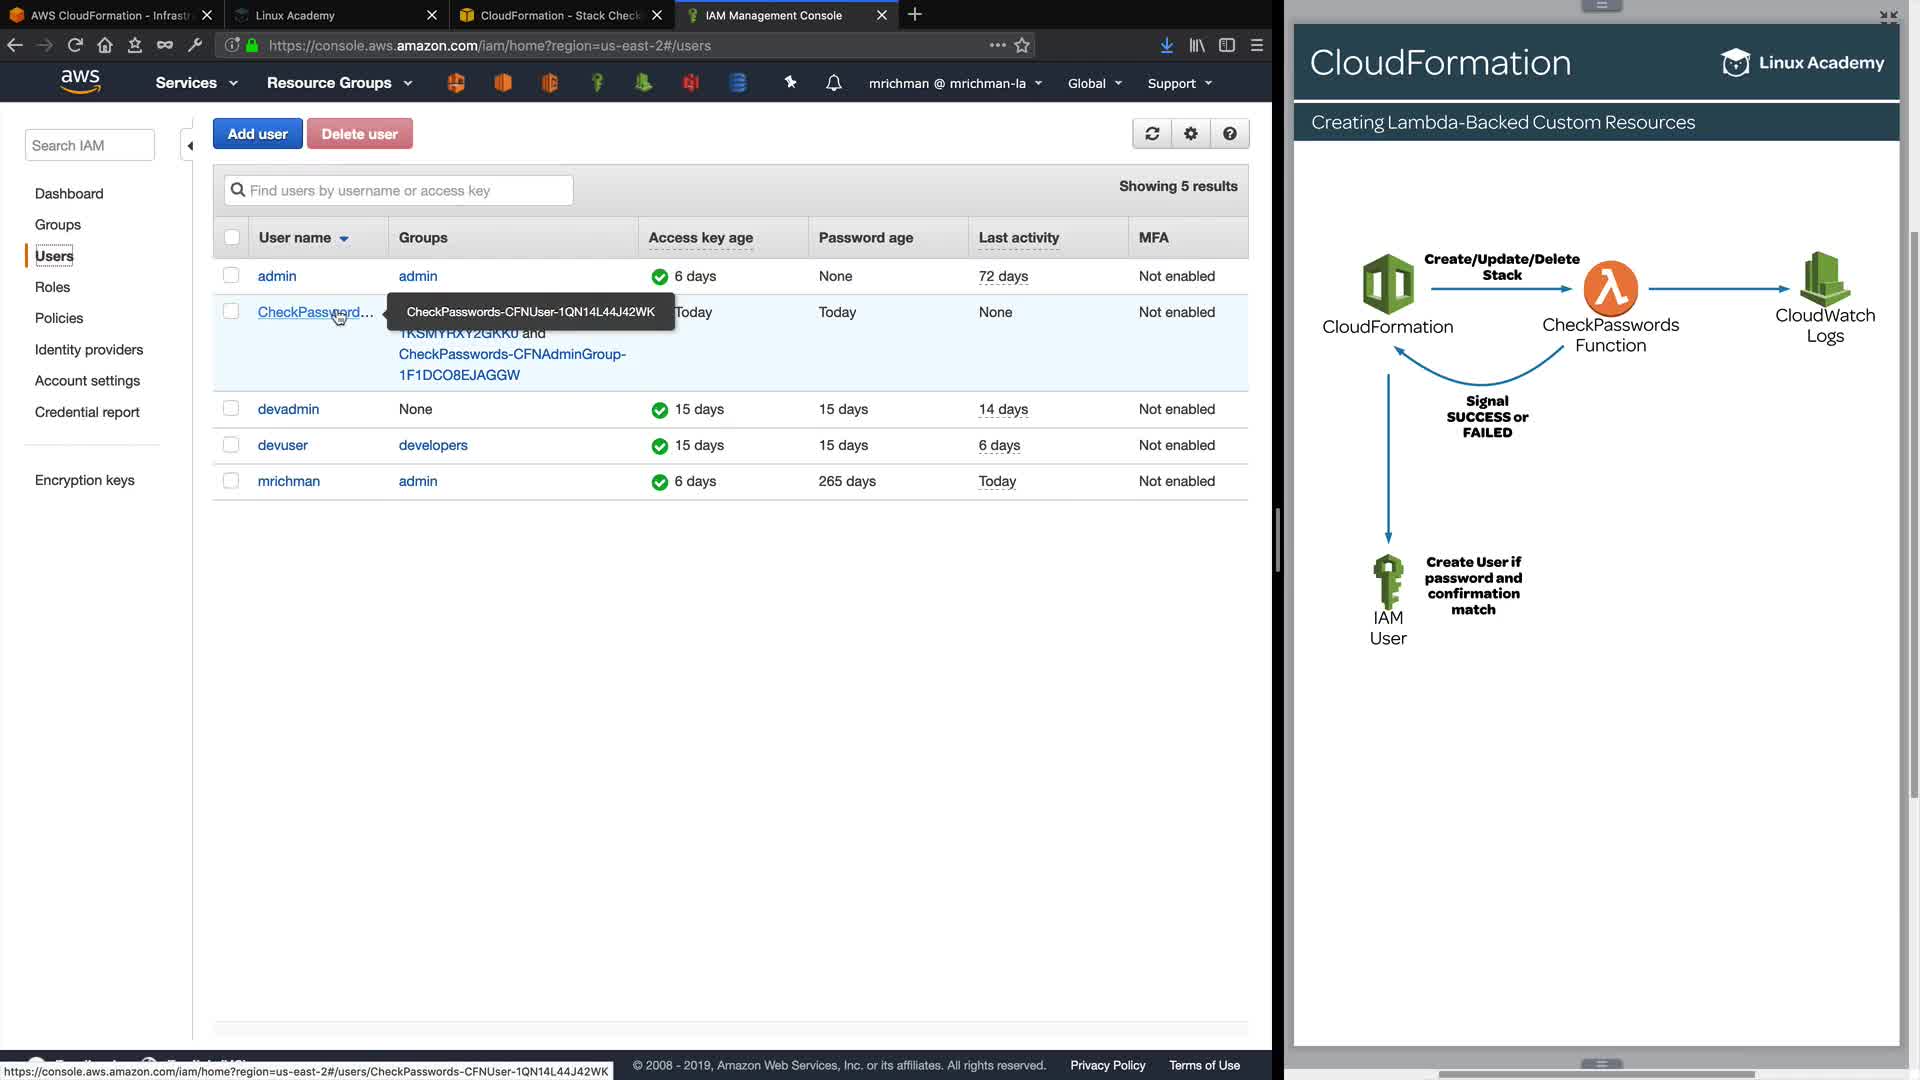 AWS CloudFormation - Infrastr
Linux Academy
CloudFormation - Stack Check
IAM Management Console
https://console.aws.amazon.com/iam/home?region=us-east-2#/users
aws
Services
Resource Groups
mrichman @ mrichman-la
Global
Support
Search IAM
Dashboard
Groups
Users
Roles
Policies
Identity providers
Account settings
Credential report
Encryption keys
Add user
Delete user
Find users by username or access key
Showing 5 results
User name
Groups
Access key age
Password age
Last activity
MFA
admin
admin
6 days
None
72 days
Not enabled
CheckPassword...
CheckPasswords-CFNUser-1QN14L44J42WK
1KSMYHXY2GKK0 and
CheckPasswords-CFNAdminGroup-
1F1DCO8EJAGGW
Today
Today
None
Not enabled
devadmin
None
15 days
15 days
14 days
Not enabled
devuser
developers
15 days
15 days
6 days
Not enabled
mrichman
admin
6 days
265 days
Today
Not enabled
© 2008 - 2019, Amazon Web Services, Inc. or its affiliates. All rights reserved.
Privacy Policy
Terms of Use
https://console.aws.amazon.com/iam/home?region=us-east-2#/users/CheckPasswords-CFNUser-1QN14L44J42WK
CloudFormation
Linux Academy
Creating Lambda-Backed Custom Resources
Create/Update/Delete
Stack
CloudFormation
CheckPasswords
Function
CloudWatch
Logs
Signal
SUCCESS or
FAILED
Create User if
password and
confirmation
match
IAM
User